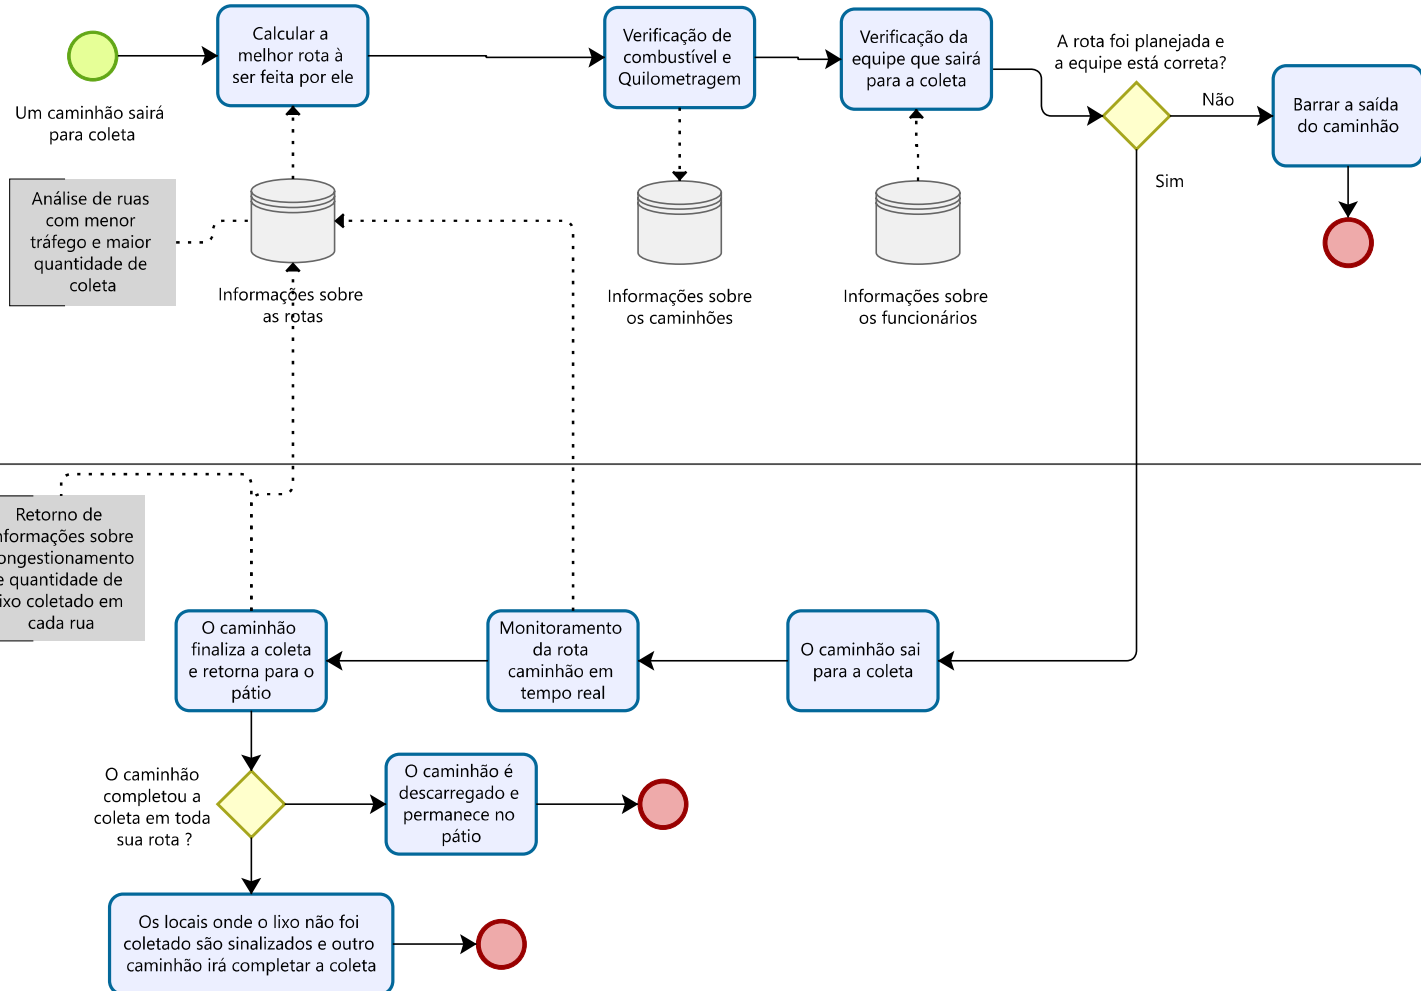 Calcular a
melhor rota à
ser feita por ele
Verificação de
combustível e
Quilometragem
Verificação da
equipe que sairá
para a coleta
A rota foi planejada e
a equipe está correta?
Não
Barrar a saída
do caminhão
Um caminhão sairá
para coleta
Sim
Análise de ruas
com menor
tráfego e maior
quantidade de
coleta
Informações sobre
as rotas
Informações sobre
os caminhões
Informações sobre
os funcionários
Retorno de
nformações sobre
ongestionamento
e quantidade de
ixo coletado em
cada rua
O caminhão
finaliza a coleta
e retorna para o
pátio
Monitoramento
da rota
caminhão em
tempo real
O caminhão sai
para a coleta
O caminhão
completou a
coleta em toda
sua rota ?
O caminhão é
descarregado e
permanece no
pátio
Os locais onde o lixo não foi
coletado são sinalizados e outro
caminhão irá completar a coleta